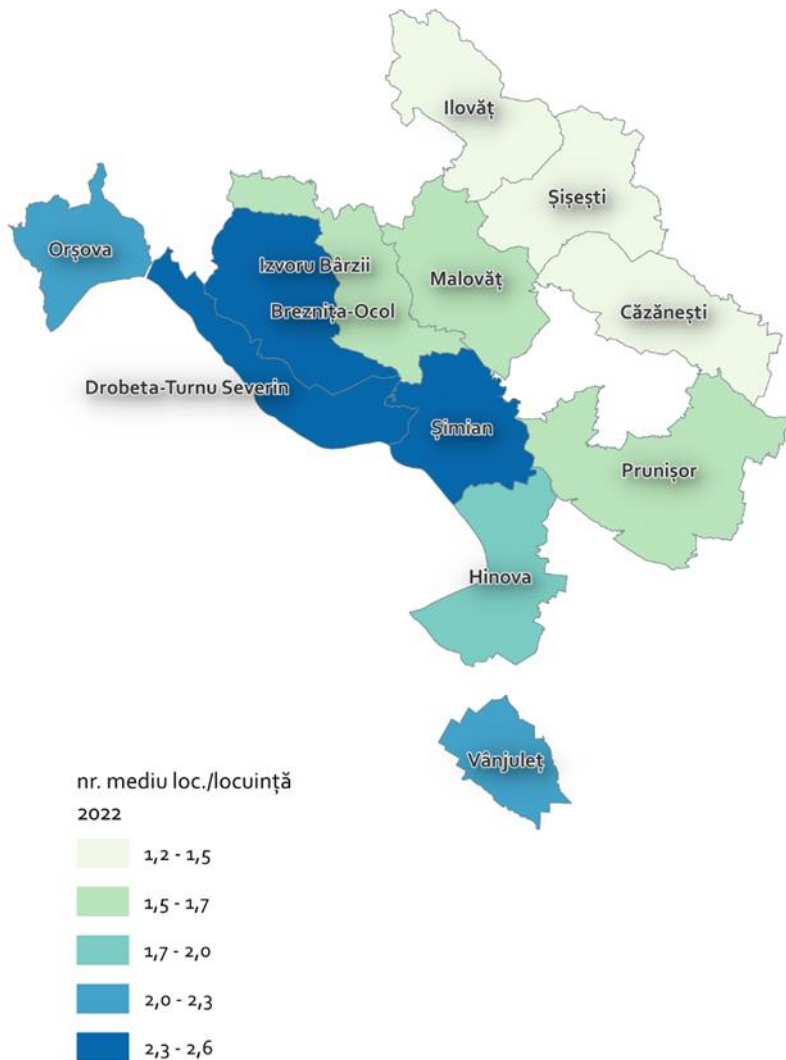 Ilovăț
Șișești
Orșova
Izvoru Bârzii
Malovăț
Breznița-Ocol
Căzănești
Drobeta-Turnu Severin
Șimian
Prunișor
Hinova
Vânjuleț
nr. mediu loc./locuință
2022
1,2 - 1,5
1,5 - 1,7
1,7 - 2,0
2,0 - 2,3
2,3 - 2,6